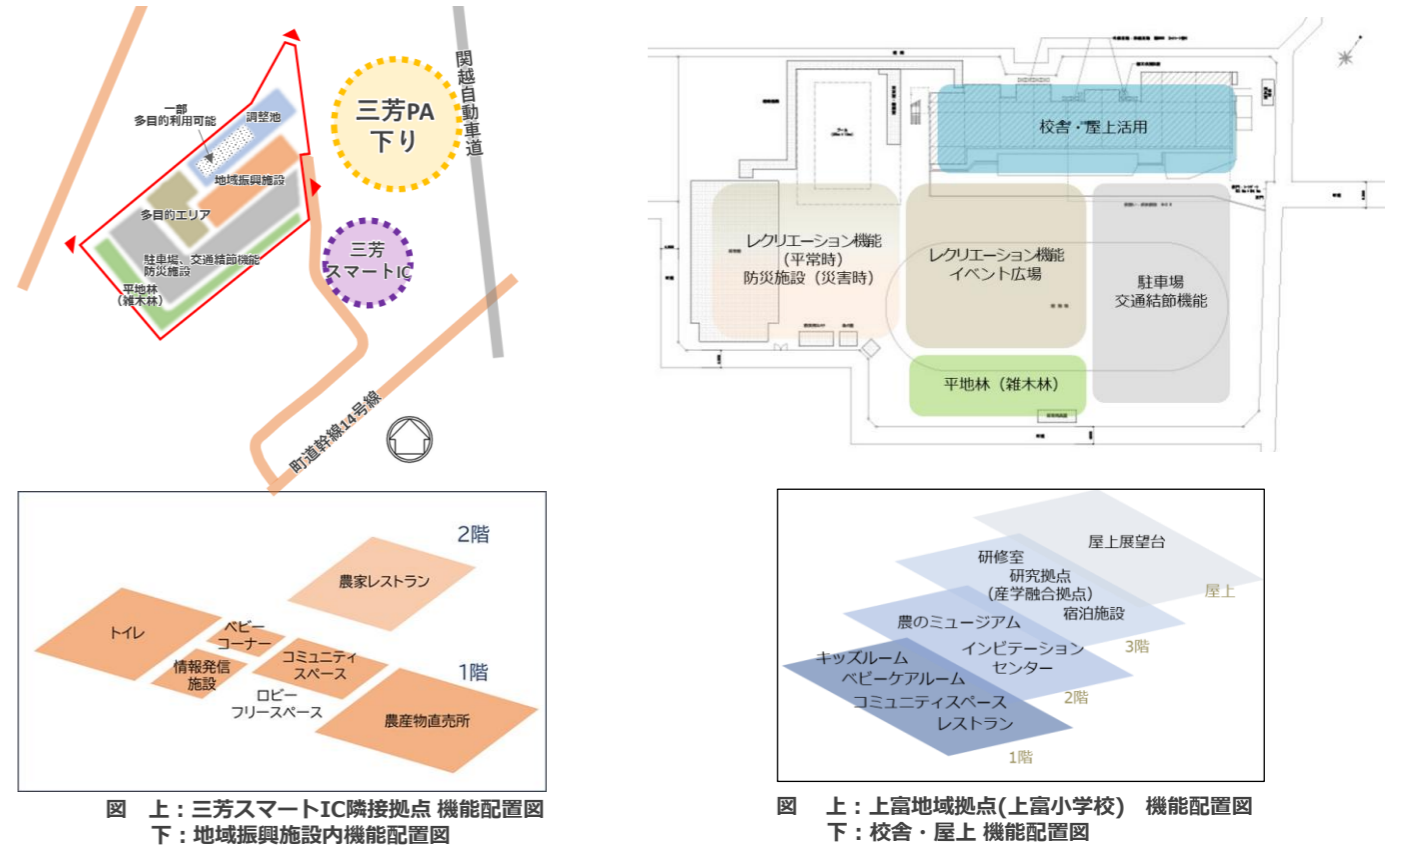 三芳PA
下り
関越自動車道
一部
多目的利用可能
調整池
地域振興施設
多目的エリア
駐車場、交通結節機能
防災施設
平地林
（雑木林）
三芳
スマートIC
町道幹線14号線
2階
農家レストラン
トイレ
ベビー
コーナー
情報発信
施設
コミュニティ
スペース
1階
ロビー
フリースペース
農産物直売所
図　上：三芳スマートIC隣接拠点 機能配置図
下：地域振興施設内機能配置図
校舎・屋上活用
レクリエーション機能
（平常時）
防災施設（災害時）
レクリエーション機能
イベント広場
駐車場
交通結節機能
平地林（雑木林）
屋上展望台
屋上
研修室
研究拠点
（産学融合拠点）
宿泊施設
3階
農のミュージアム
インビテーション
センター
2階
キッズルーム
ベビーケアルーム
コミュニティスペース
レストラン
1階
図　上：上富地域拠点(上富小学校)　機能配置図
下：校舎・屋上 機能配置図